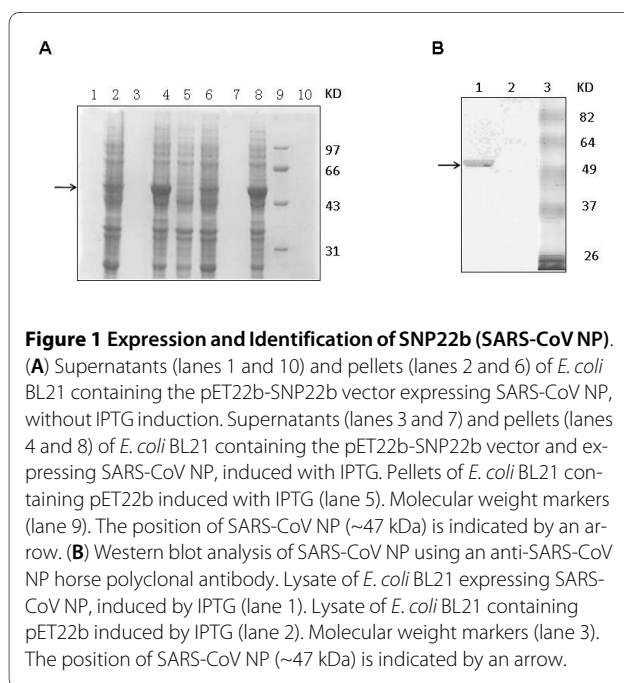 A
B
1 2 3 4 5 6 7 8 9 10 KD
97
66
43
31
1 2 3 KD
82
64
49
37
26
Figure 1 Expression and Identification of SNP22b (SARS-CoV NP).
(A) Supernatants (lanes 1 and 10) and pellets (lanes 2 and 6) of E. coli
BL21 containing the pET22b-SNP22b vector expressing SARS-CoV NP,
without IPTG induction. Supernatants (lanes 3 and 7) and pellets (lanes
4 and 8) of E. coli BL21 containing the pET22b-SNP22b vector and ex-
pressing SARS-CoV NP, induced with IPTG. Pellets of E. coli BL21 con-
taining pET22b induced with IPTG (lane 5). Molecular weight markers
(lane 9). The position of SARS-CoV NP (~47 kDa) is indicated by an ar-
row. (B) Western blot analysis of SARS-CoV NP using an anti-SARS-CoV
NP horse polyclonal antibody. Lysate of E. coli BL21 expressing SARS-
CoV NP, induced by IPTG (lane 1). Lysate of E. coli BL21 containing
pET22b induced by IPTG (lane 2). Molecular weight markers (lane 3).
The position of SARS-CoV NP (~47 kDa) is indicated by an arrow.